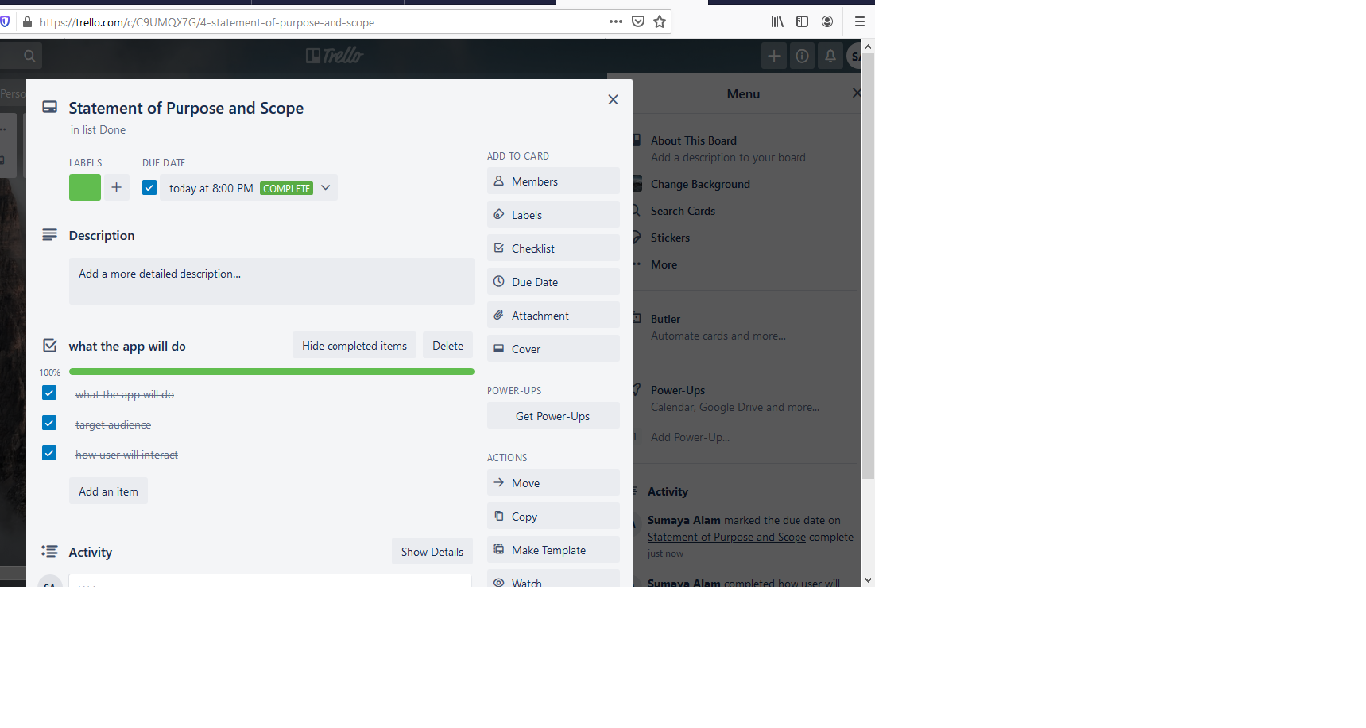 https://trello.com/c/C9UMQX7G/4-statement-of-purpose-and-scope
Trello
Perso
Menu
Statement of Purpose and Scope
in list Done
LABELS
DUE DATE
today at 8:00 PM COMPLETE
Description
Add a more detailed description...
what the app will do
Hide completed items
Delete
100%
what the app will do
target audience
how user will interact
Add an item
Activity
Show Details
SA
ADD TO CARD
Members
Labels
Checklist
Due Date
Attachment
Cover
POWER-UPS
Get Power-Ups
ACTIONS
Move
Copy
Make Template
Watch
About This Board
Add a description to your board
Change Background
Search Cards
Stickers
More
Butler
Automate cards and more...
Power-Ups
Calendar, Google Drive and more...
Add Power-Up...
Activity
Sumaya Alam marked the due date on
Statement of Purpose and Scope complete
just now
Sumaya Alam completed how user will